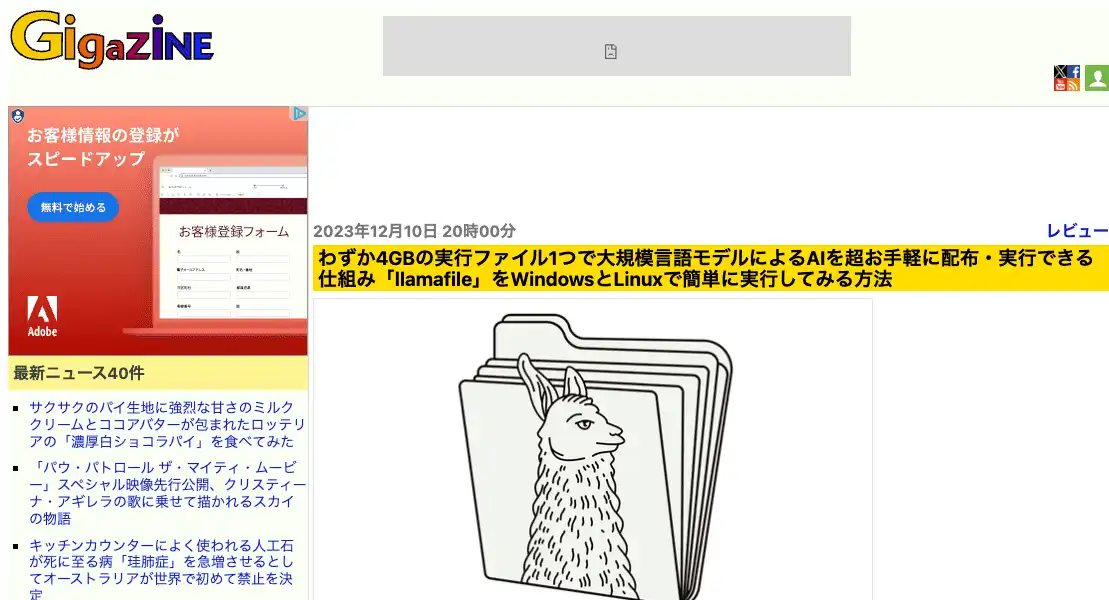 GigaZiNE
お客様情報の登録が
スピードアップ
無料で始める
お客様登録フォーム
Adobe
最新ニュース40件
サクサクのパイ生地に強烈な甘さのミルク
クリームとココアバターが包まれたロッテリ
アの「濃厚白ショコラパイ」を食べてみた
「パウ・パトロール ザ・マイティ・ムービ
ー」スペシャル映像先行公開、クリスティー
ナ・アギレラの歌に乗せて描かれるスカイ
の物語
キッチンカウンターによく使われる人工石
が死に至る病「珪肺症」を急増させるとし
てオーストラリアが世界で初めて禁止を決
定
2023年12月10日 20時00分
レビュー
わずか4GBの実行ファイル1つで大規模言語モデルによるAIを超お手軽に配布・実行できる
仕組み「llamafile」をWindowsとLinuxで簡単に実行してみる方法